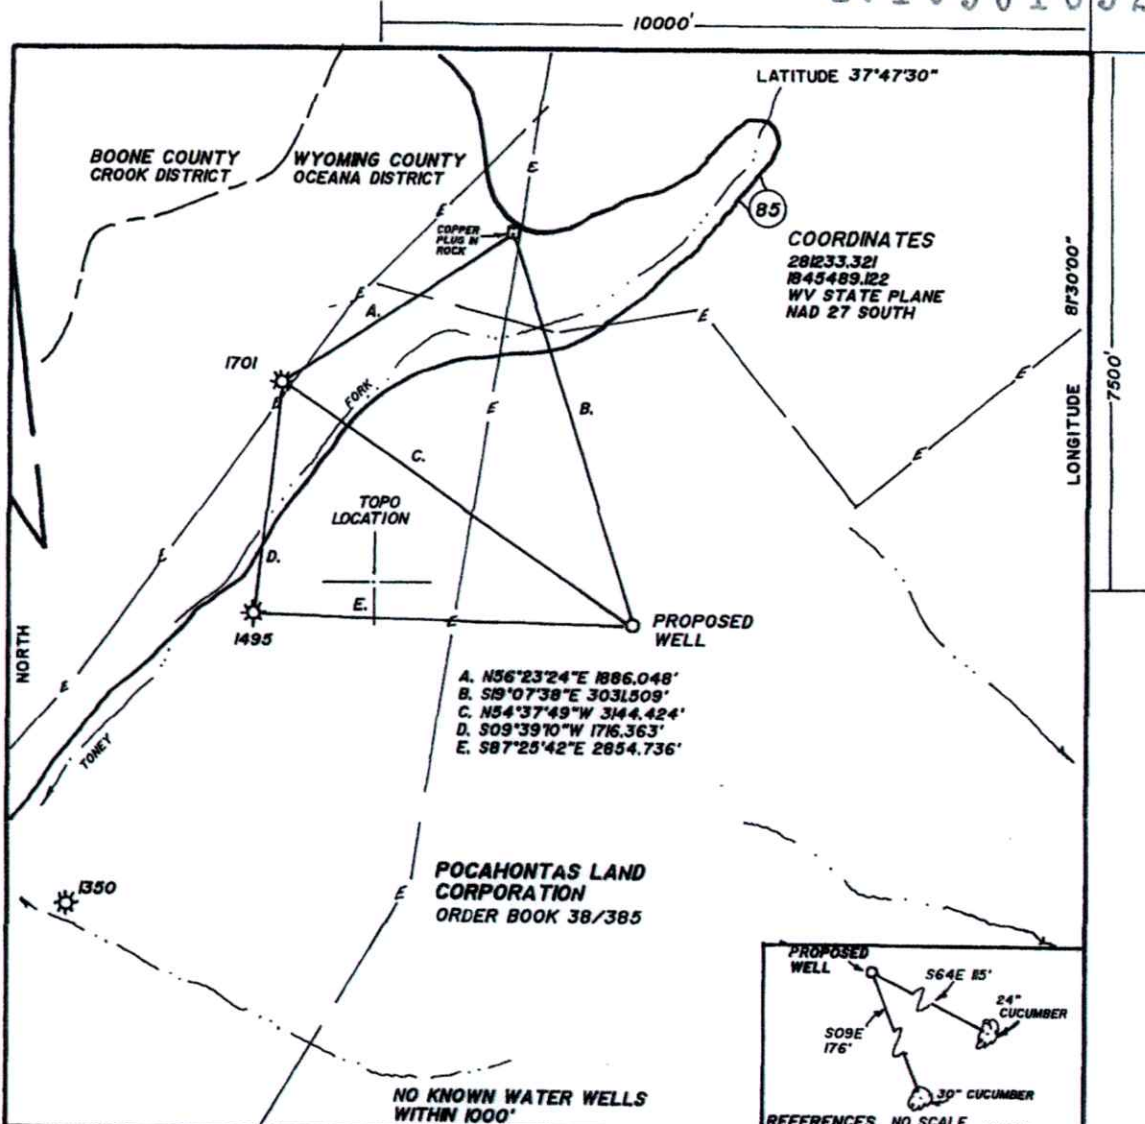 10000'
LATITUDE 37°47'30"
BOONE COUNTY
CROOK DISTRICT
WYOMING COUNTY
OCEANA DISTRICT
E
E
COPPER
PLUG IN
ROCK
85
COORDINATES
281233.321
1845489.122
WV STATE PLANE
NAD 27 SOUTH
LONGITUDE 81°30'00"
7500'
E
A.
E
1701
E
FORK
E
B.
E
C.
E
TOPO
LOCATION
E
D.
E.
E
1495
PROPOSED
WELL
NORTH
E
A. N56°23'24"E 1886.048'
B. S19°07'38"E 3031.509'
C. N54°37'49"W 3144.424'
D. S09°39'10"W 1716.363'
E. S87°25'42"E 2854.736'
TONEY
1350
E
POCAHONTAS LAND
CORPORATION
ORDER BOOK 38/385
PROPOSED
WELL
S64E 115'
24"
CUCUMBER
S09E
176'
30" CUCUMBER
NO KNOWN WATER WELLS
WITHIN 1000'
REFERENCES NO SCALE